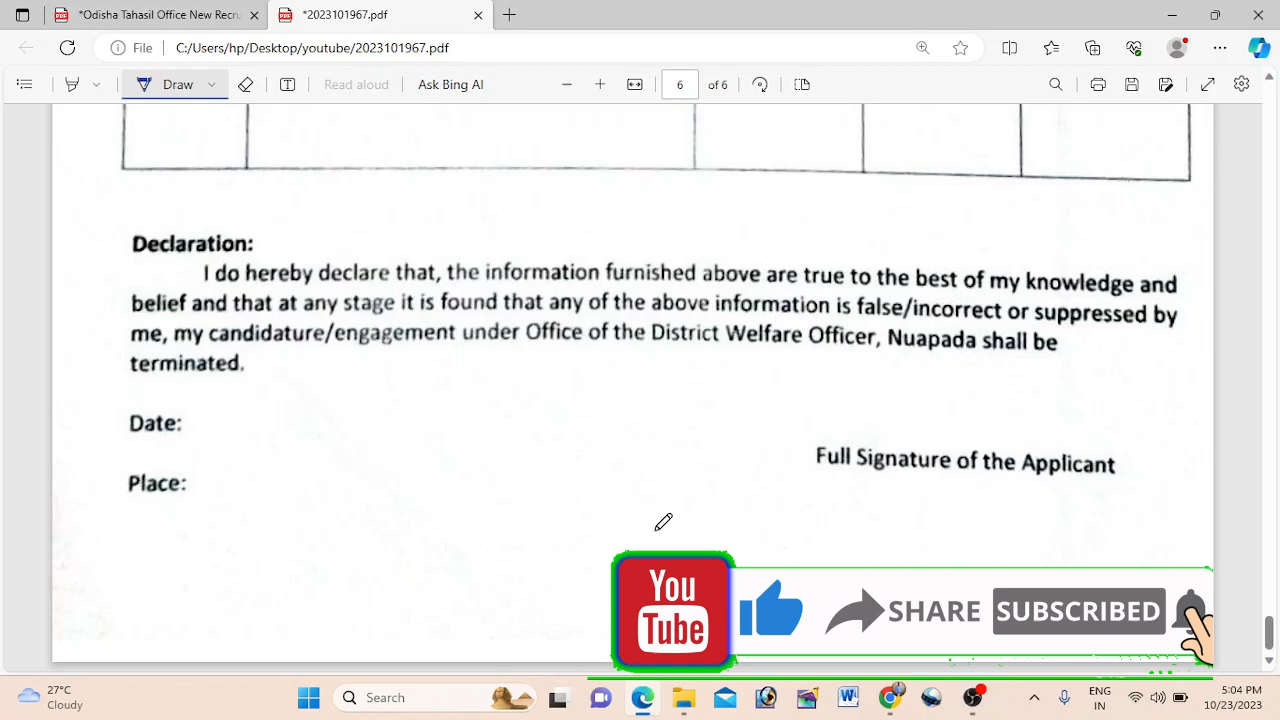 *Odisha Tahasil Office New Recru
*2023101967.pdf
File
C:/Users/hp/Desktop/youtube/2023101967.pdf
Draw
Read aloud
Ask Bing AI
6
of 6
Declaration:
I do hereby declare that, the information furnished above are true to the best of my knowledge and
belief and that at any stage it is found that any of the above information is false/incorrect or suppressed by
me, my candidature/engagement under Office of the District Welfare Officer, Nuapada shall be
terminated.
Date:
Full Signature of the Applicant
Place:
You
Tube
SHARE
SUBSCRIBED
27°C
Cloudy
Search
ENG
IN
5:04 PM
10/23/2023